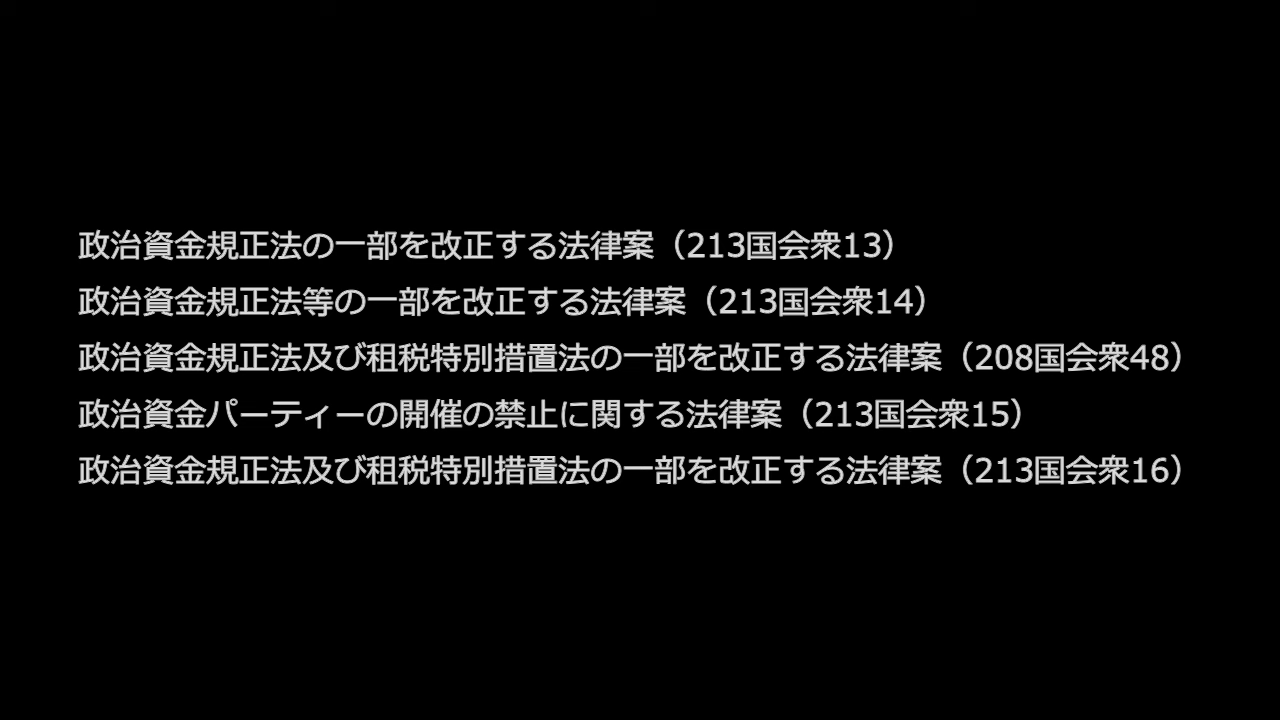 政治資金規正法の一部を改正する法律案（213国会衆13）
政治資金規正法等の一部を改正する法律案（213国会衆14）
政治資金規正法及び租税特別措置法の一部を改正する法律案（208国会衆48）
政治資金パーティーの開催の禁止に関する法律案（213国会衆15）
政治資金規正法及び租税特別措置法の一部を改正する法律案（213国会衆16）